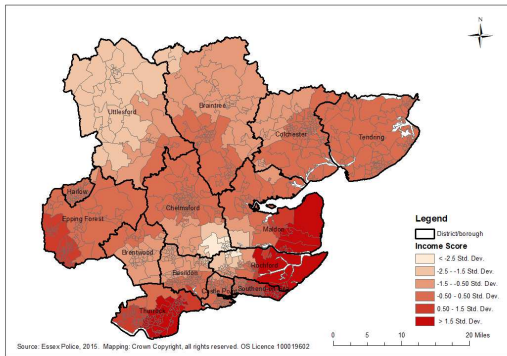 N
Uttlesford
Braintree
Colchester
Tendring
Harlow
Epping Forest
Chelmsford
Maldon
Brentwood
Basildon
Rochford
Castle Point
Southend-on-Sea
Thurrock
Legend
District/borough
Income Score
< -2.5 Std. Dev.
-2.5 - -1.5 Std. Dev.
-1.5 - -0.50 Std. Dev.
-0.50 - 0.50 Std. Dev.
0.50 - 1.5 Std. Dev.
> 1.5 Std. Dev.
0 5 10 20 Miles
Source: Essex Police, 2015. Mapping: Crown Copyright, all rights reserved. OS Licence 100019602